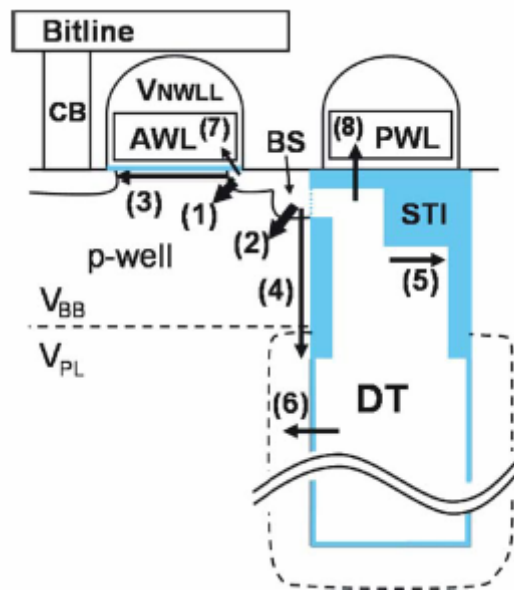 Bitline
CB
VNWLL
AWL
(7)
BS
(8)
PWL
(3)
(1)
STI
(2)
p-well
(4)
(5)
VBB
VPL
(6)
DT